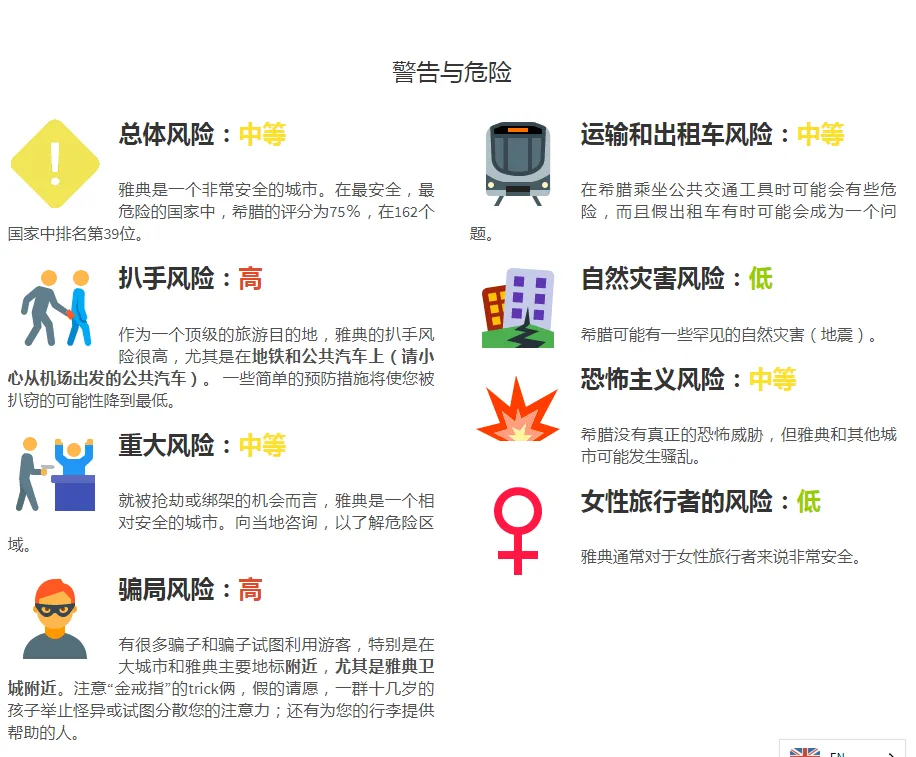 警告与危险
总体风险：中等
雅典是一个非常安全的城市。在最安全，最
危险的国家中，希腊的评分为75％，在162个
国家中排名第39位。
扒手风险：高
作为一个顶级的旅游目的地，雅典的扒手风
险很高，尤其是在地铁和公共汽车上（请小
心从机场出发的公共汽车）。 一些简单的预防措施将使您被
扒窃的可能性降到最低。
重大风险：中等
就被抢劫或绑架的机会而言，雅典是一个相
对安全的城市。向当地咨询，以了解危险区
域。
骗局风险：高
有很多骗子和骗子试图利用游客，特别是在
大城市和雅典主要地标附近，尤其是雅典卫
城附近。注意“金戒指”的trick俩，假的请愿，一群十几岁的
孩子举止怪异或试图分散您的注意力；还有为您的行李提供
帮助的人。
运输和出租车风险：中等
在希腊乘坐公共交通工具时可能会有些危
险，而且假出租车有时可能会成为一个问
题。
自然灾害风险：低
希腊可能有一些罕见的自然灾害（地震）。
恐怖主义风险：中等
希腊没有真正的恐怖威胁，但雅典和其他城
市可能发生骚乱。
女性旅行者的风险：低
雅典通常对于女性旅行者来说非常安全。
EN